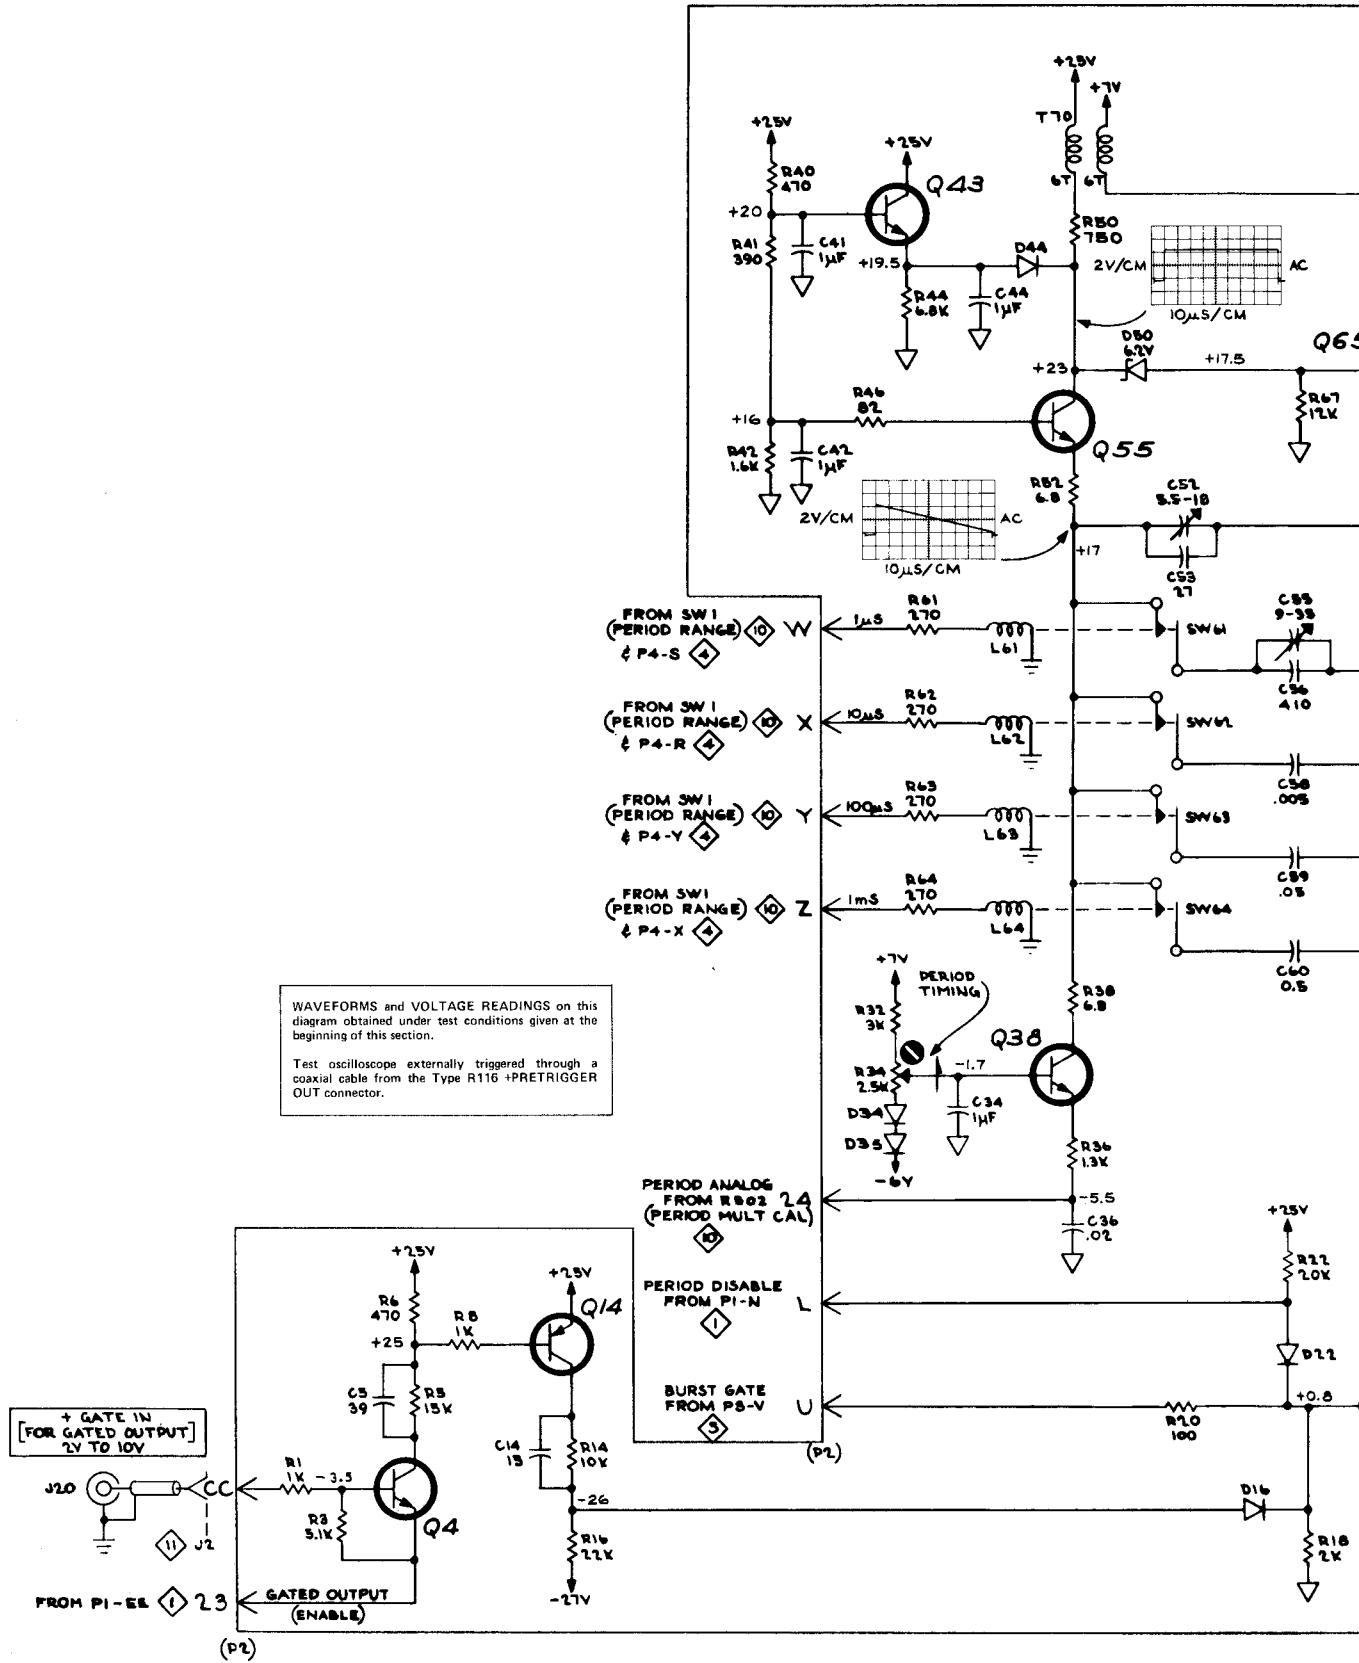 +25V
+7V
T70
6T
6T
+25V
+25V
R40
470
Q43
+20
R41
390
C41
1µF
+19.5
D44
R50
750
2V/CM
AC
10µS/CM
R44
6.8K
C44
1µF
D50
6.2V
+17.5
Q65
+23
R67
12K
R46
82
+16
R42
1.6K
C42
1µF
Q55
R52
6.8
2V/CM
AC
10µS/CM
+17
C52
5.5-18
C53
27
FROM SW1
(PERIOD RANGE) 10 W
& P4-S 4
1µS
R61
270
L61
SW61
C55
9-35
C56
410
FROM SW1
(PERIOD RANGE) 10 X
& P4-R 4
10µS
R62
270
L62
SW62
C58
.005
FROM SW1
(PERIOD RANGE) 10 Y
& P4-Y 4
100µS
R63
270
L63
SW63
C59
.05
FROM SW1
(PERIOD RANGE) 10 Z
& P4-X 4
1mS
R64
270
L64
SW64
C60
0.5
+7V
PERIOD
TIMING
R32
3K
R38
6.8
Q38
R34
2.5K
-1.7
C34
1µF
D34
D35
-6V
R36
1.3K
WAVEFORMS and VOLTAGE READINGS on this
diagram obtained under test conditions given at the
beginning of this section.
Test oscilloscope externally triggered through a
coaxial cable from the Type R116 +PRETRIGGER
OUT connector.
PERIOD ANALOG
FROM R802 24
(PERIOD MULT CAL)
10
-5.5
C36
.02
+25V
R22
20K
PERIOD DISABLE
FROM P1-N L
1
D22
+25V
R6
470
+25
R8
1K
+25V
Q14
C5
39
R5
15K
BURST GATE
FROM P5-V U
5
R20
100
+0.8
(P2)
C14
15
R14
10K
+ GATE IN
[FOR GATED OUTPUT]
2V TO 10V
J20
CC
R1
1K
-3.5
R3
5.1K
Q4
-26
D16
R16
22K
R18
2K
11 J2
-27V
FROM P1-EE 1 23
GATED OUTPUT
(ENABLE)
(P2)